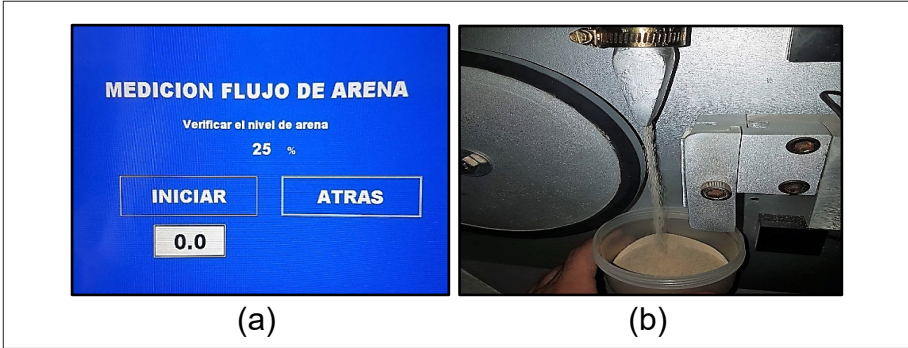 MEDICION FLUJO DE ARENA
Verificar el nivel de arena
25 %
INICIAR ATRAS
0.0
(a) (b)